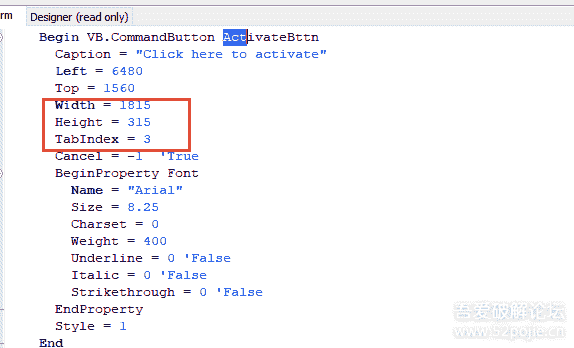 rm
Designer (read only)
Begin VB.CommandButton ActivateBttn
Caption = "Click here to activate"
Left = 6480
Top = 1560
Width = 1815
Height = 315
TabIndex = 3
Cancel = -1  'True
BeginProperty Font
Name = "Arial"
Size = 8.25
Charset = 0
Weight = 400
Underline = 0 'False
Italic = 0 'False
Strikethrough = 0 'False
EndProperty
Style = 1
End
吾爱破解论坛
www.52pojie.cn